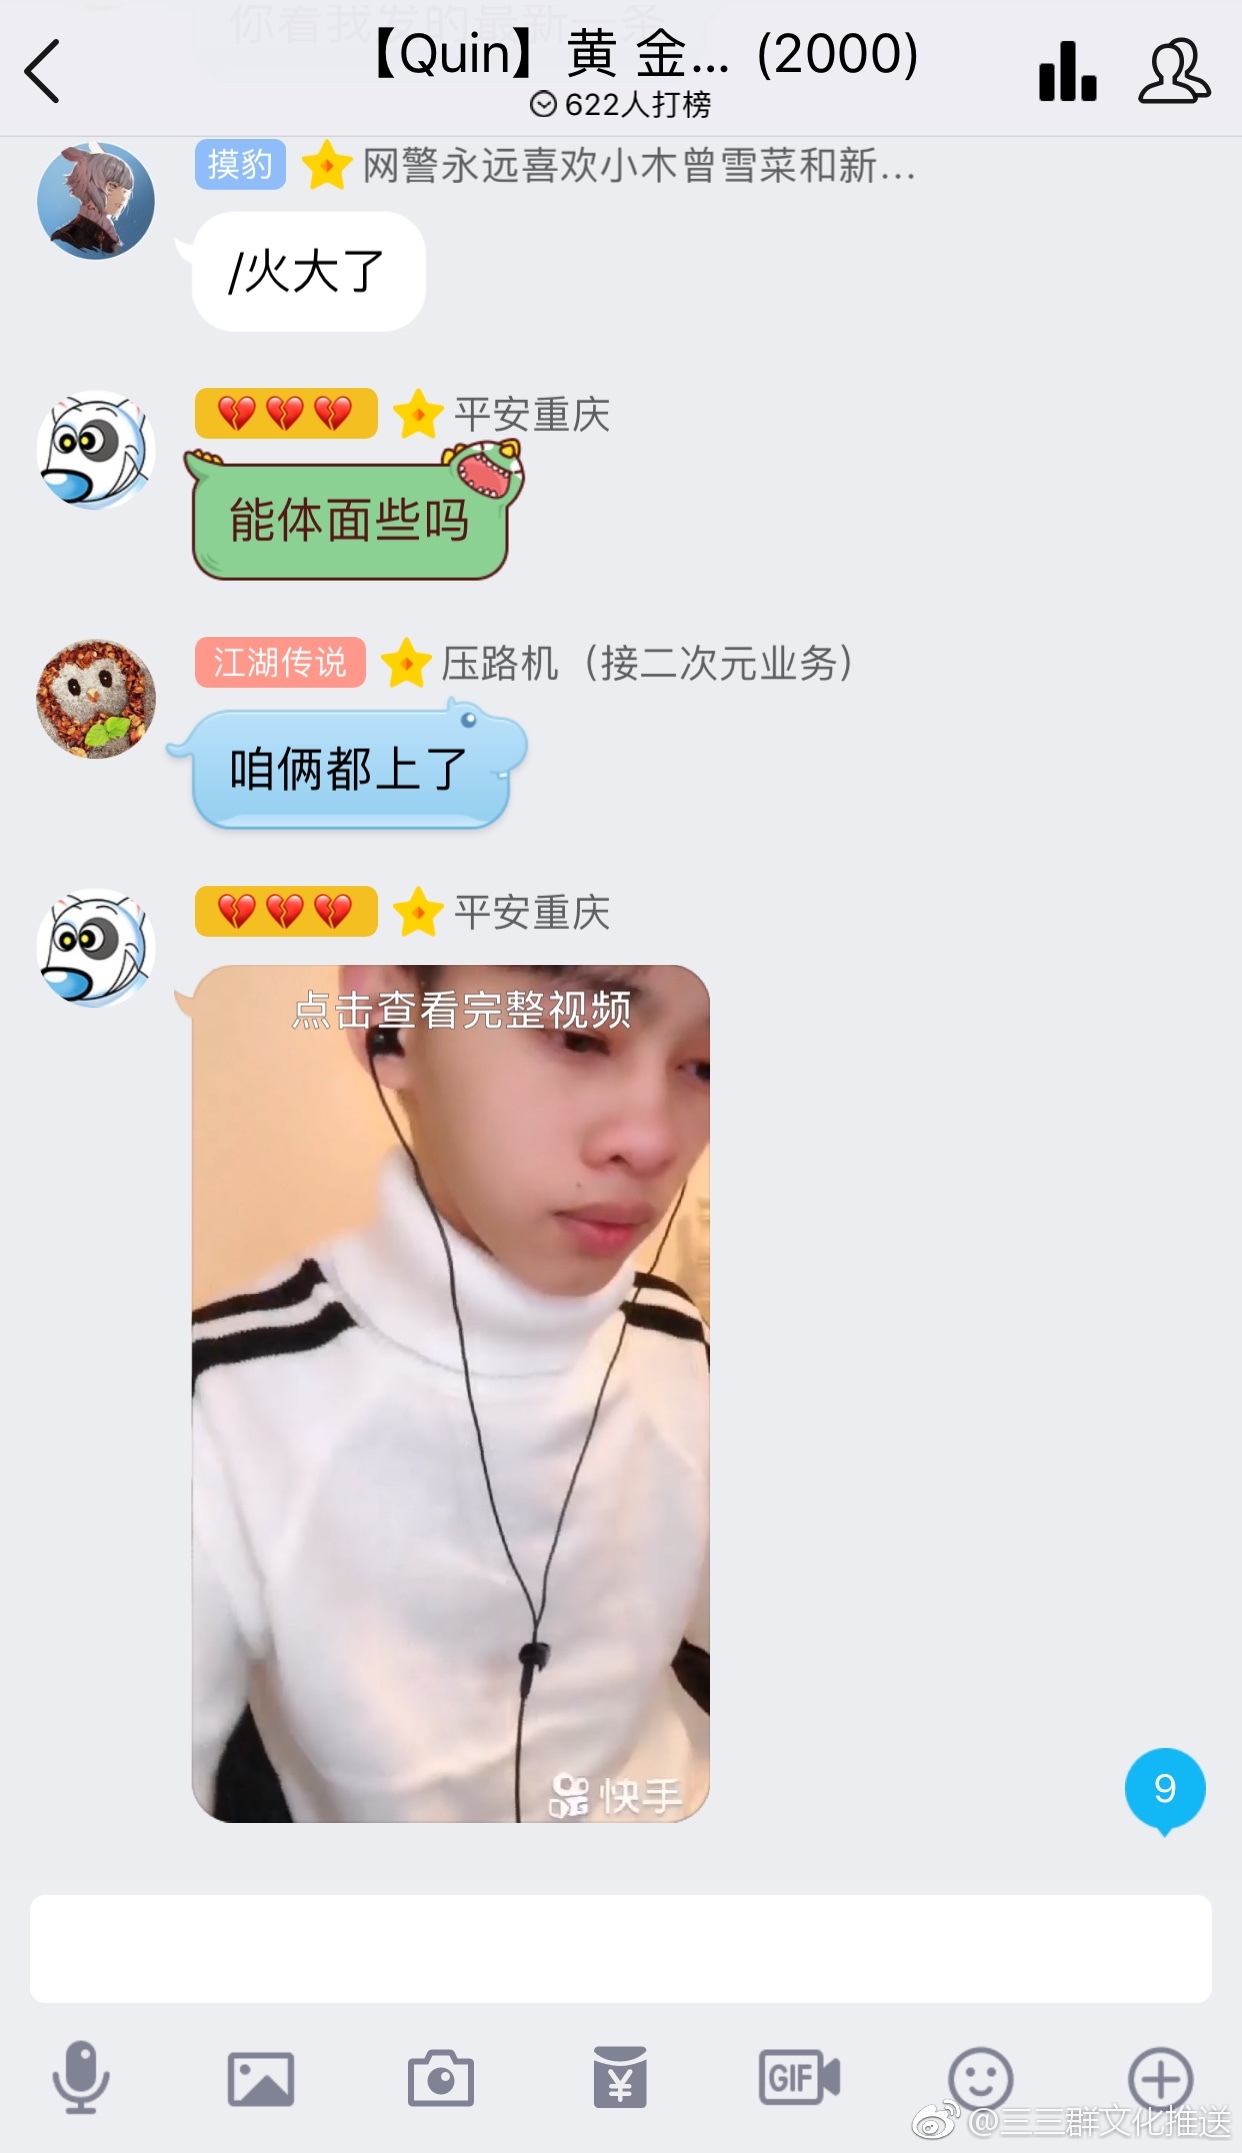 你看我发的最新一条
【Quin】黄 金... (2000)
622人打榜
摸豹 网警永远喜欢小木曾雪菜和新...
/火大了
平安重庆
能体面些吗
江湖传说 压路机（接二次元业务）
咱俩都上了
平安重庆
点击查看完整视频
快手
9
¥
GIF
@三三群文化推送